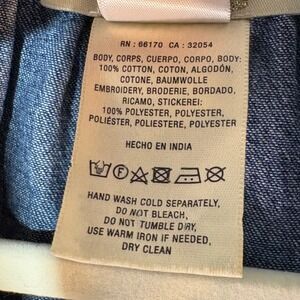 RN : 66170 CA : 32054
BODY, CORPS, CUERPO, CORPO, BODY:
100% COTTON, COTON, ALGODÓN,
COTONE, BAUMWOLLE
EMBROIDERY, BRODERIE, BORDADO,
RICAMO, STICKEREI:
100% POLYESTER, POLYESTER,
POLIÉSTER, POLIESTERE, POLYESTER
HECHO EN INDIA
HAND WASH COLD SEPARATELY,
DO NOT BLEACH,
DO NOT TUMBLE DRY,
USE WARM IRON IF NEEDED,
DRY CLEAN